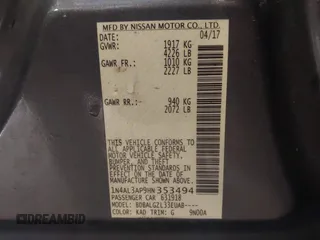 MFD BY NISSAN MOTOR CO., LTD.
04/17
GVWR: 1917 KG
4226 LB
GAWR FR.: 1010 KG
2227 LB
GAWR RR: 940 KG
2072 LB
THIS VEHICLE CONFORMS TO ALL
APPLICABLE FEDERAL MOTOR
VEHICLE SAFETY,
BUMPER, AND THEFT
PREVENTION STANDARDS
IN EFFECT ON THE
DATE OF MANUFACTURE
SHOWN ABOVE.
1N4AL3AP9HN353494
PASSENGER CAR 631918
MODEL: BDBALGZL33EUAB----
COLOR: KAD TRIM: G 9N00A